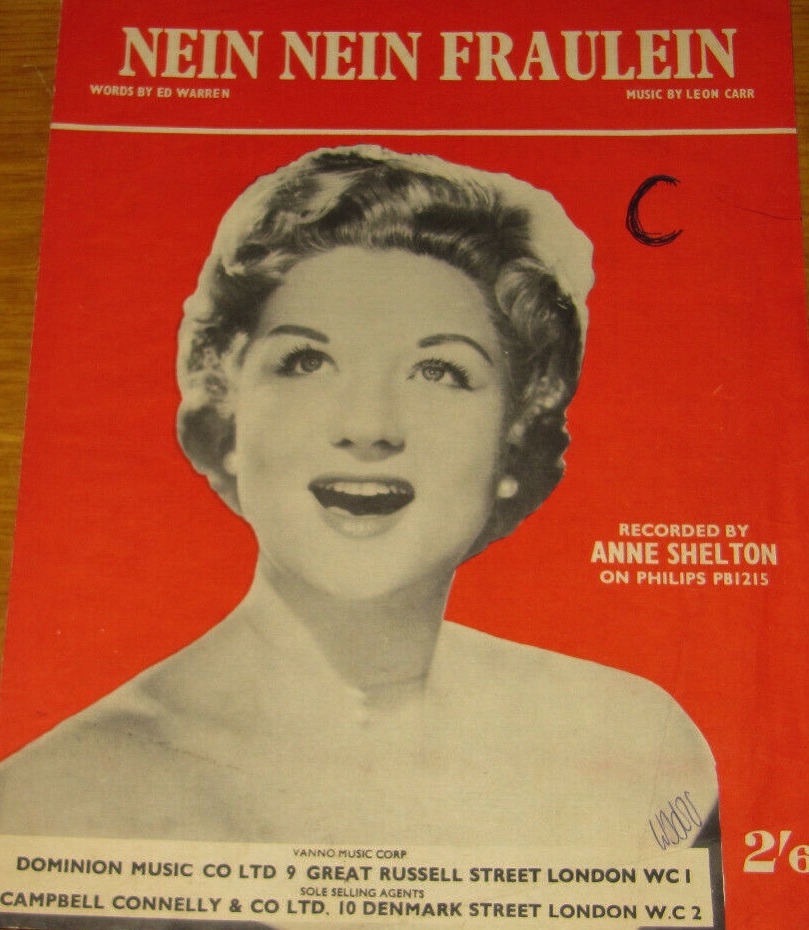 NEIN NEIN FRAULEIN
WORDS BY ED WARREN
MUSIC BY LEON CARR
C
RECORDED BY
ANNE SHELTON
ON PHILIPS PB1215
2/6
VANNO MUSIC CORP
DOMINION MUSIC CO LTD 9 GREAT RUSSELL STREET LONDON WC1
SOLE SELLING AGENTS
CAMPBELL CONNELLY & CO LTD. 10 DENMARK STREET LONDON W.C 2